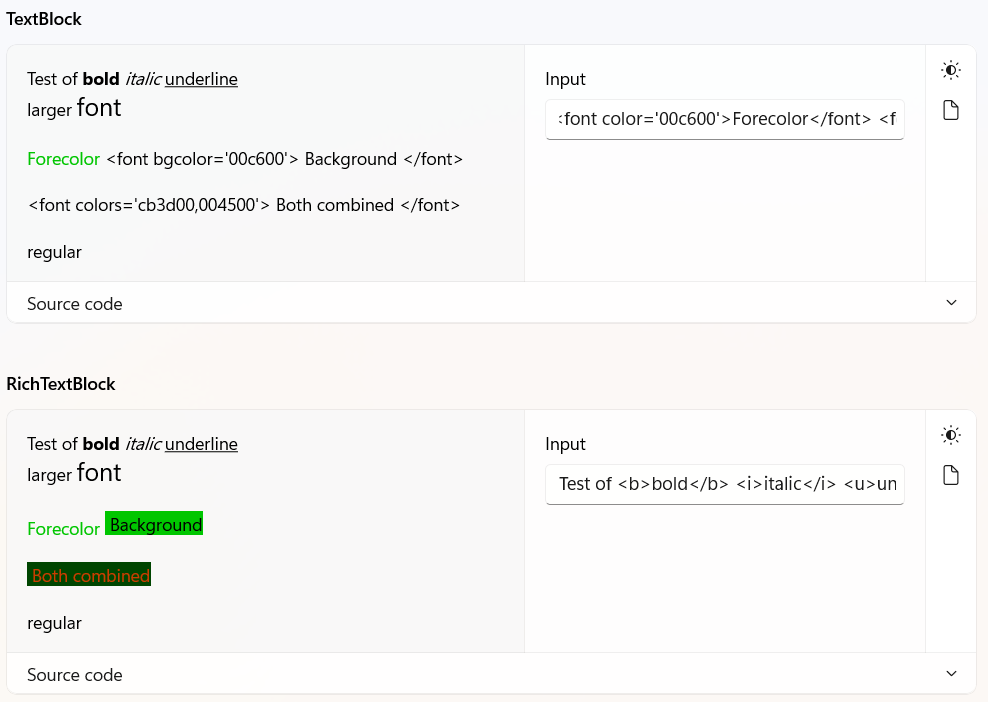 TextBlock
Test of bold italic underline
larger font
Forecolor <font bgcolor='00c600'> Background </font>
<font colors='cb3d00,004500'> Both combined </font>
regular
Input
<font color='00c600'>Forecolor</font> <f
Source code
RichTextBlock
Test of bold italic underline
larger font
Forecolor Background
Both combined
regular
Input
Test of <b>bold</b> <i>italic</i> <u>un
Source code